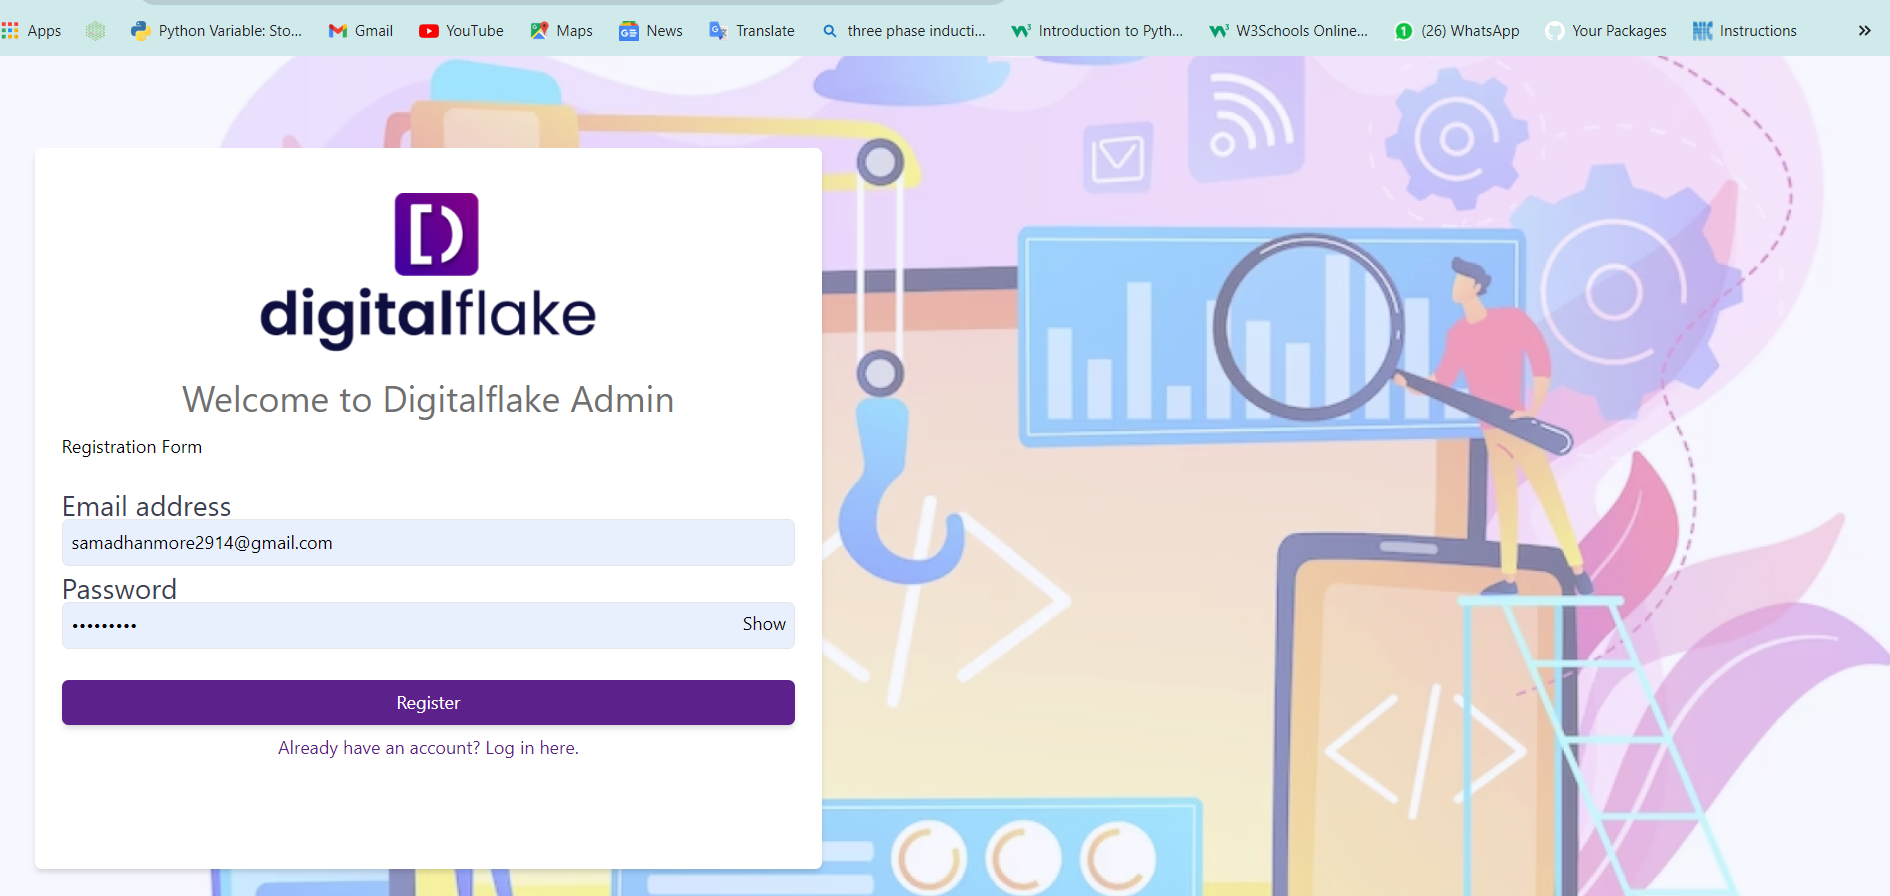 Apps Python Variable: Sto... Gmail YouTube Maps News Translate three phase inducti... Introduction to Pyth... W3Schools Online... 1 (26) WhatsApp Your Packages Instructions »
digitalflake
Welcome to Digitalflake Admin
Registration Form
Email address
samadhanmore2914@gmail.com
Password
••••••••• Show
Register
Already have an account? Log in here.